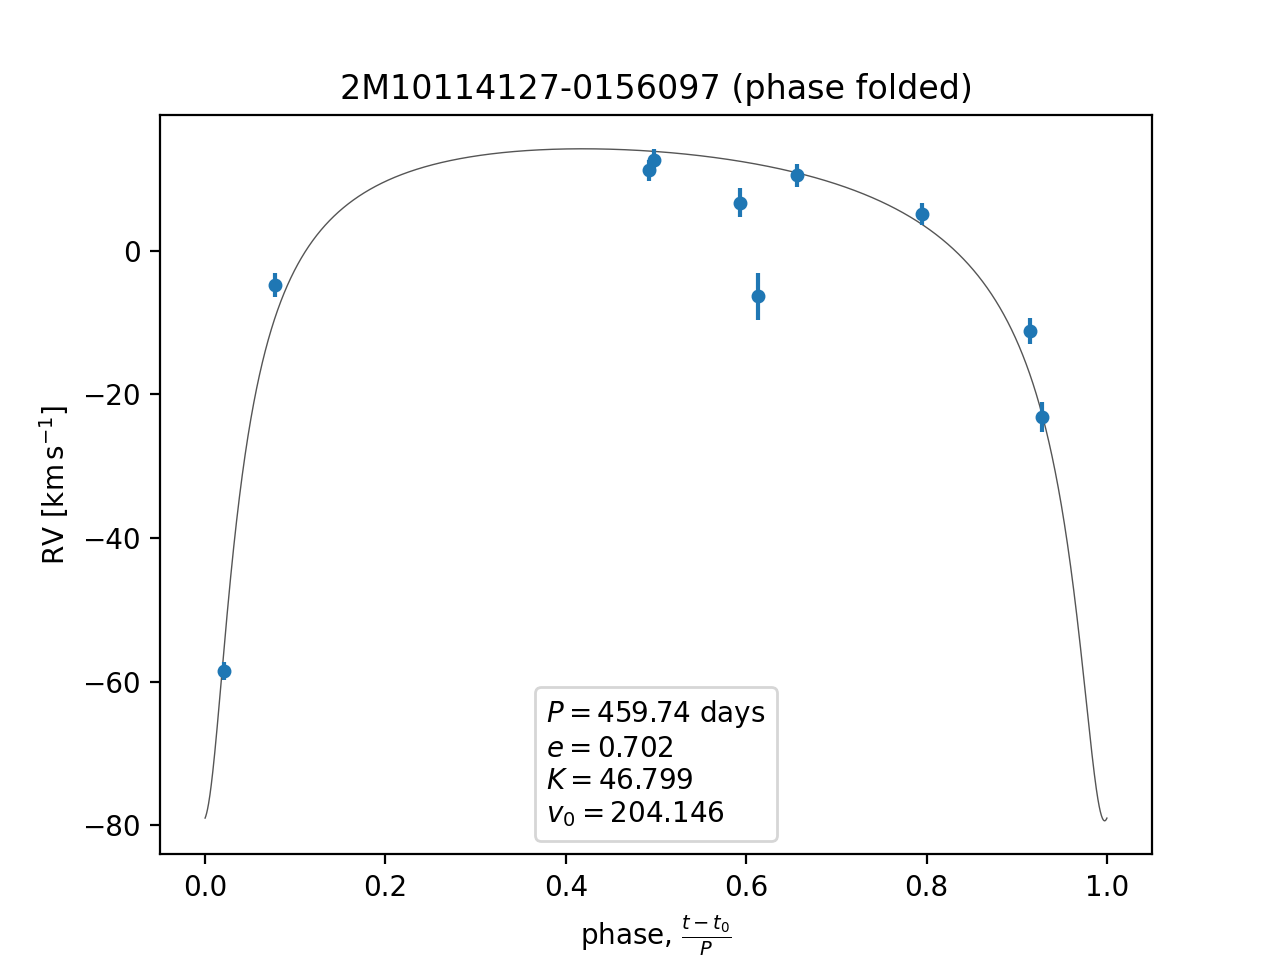 2M10114127-0156097 (phase folded)
RV [km s⁻¹]
0
−20
−40
−60
−80
P = 459.74 days
e = 0.702
K = 46.799
v₀ = 204.146
0.0 0.2 0.4 0.6 0.8 1.0
phase, (t − t₀)/P